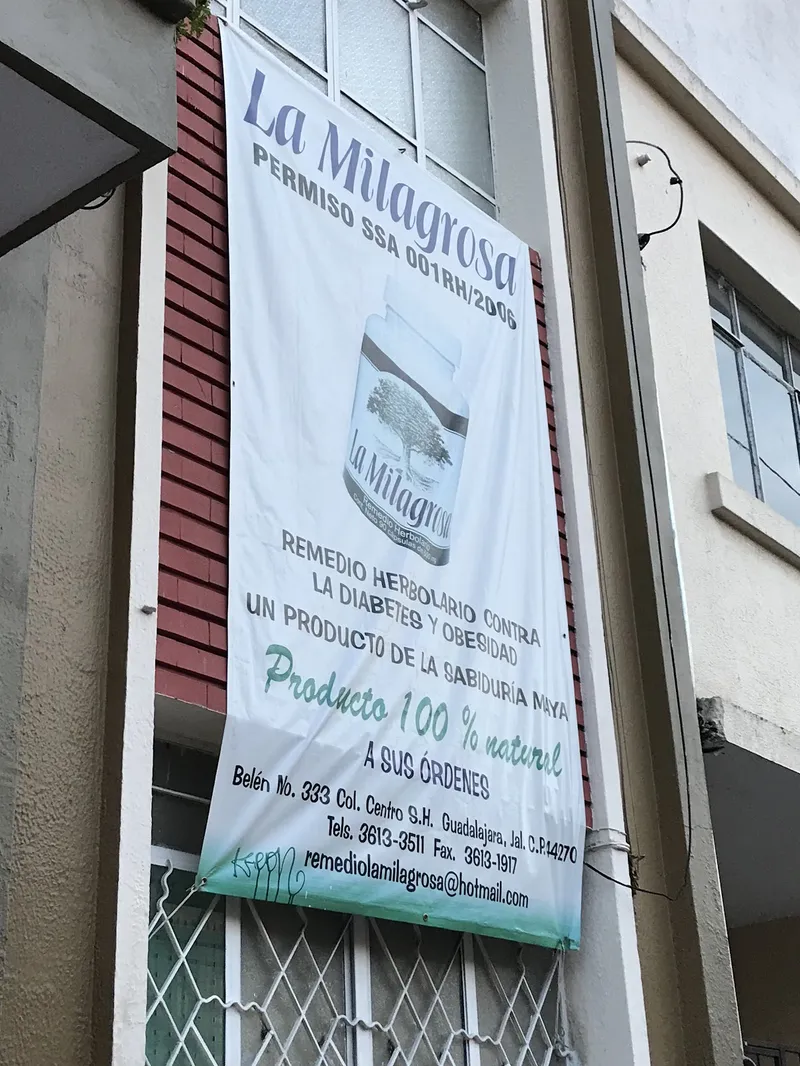 La Milagrosa
PERMISO SSA 001RH/2006
La Milagrosa
Remedio Herbolario
REMEDIO HERBOLARIO CONTRA
LA DIABETES Y OBESIDAD
UN PRODUCTO DE LA SABIDURÍA MAYA
Producto 100 % natural
A SUS ÓRDENES
Belén No. 333 Col. Centro S.H. Guadalajara, Jal. C.P.44270
Tels. 3613-3511 Fax. 3613-1917
remediolamilagrosa@hotmail.com